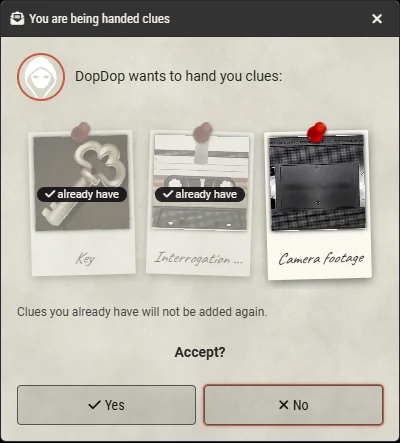 You are being handed clues
DopDop wants to hand you clues:
already have
already have
Key
Interrogation ...
Camera footage
Clues you already have will not be added again.
Accept?
Yes
No